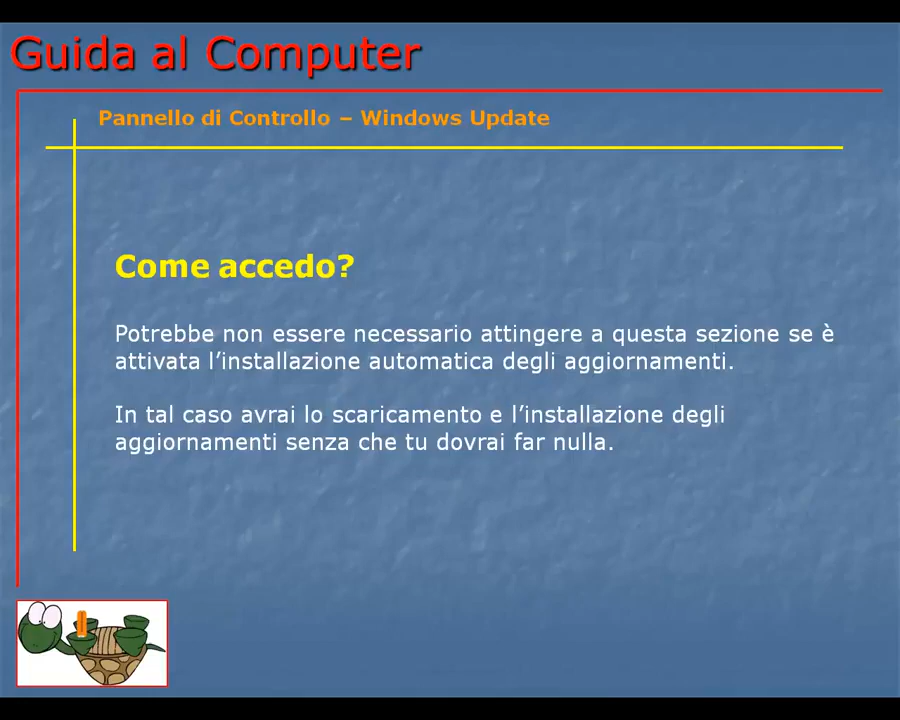 Guida al Computer
Pannello di Controllo – Windows Update
Come accedo?
Potrebbe non essere necessario attingere a questa sezione se è
attivata l’installazione automatica degli aggiornamenti.
In tal caso avrai lo scaricamento e l’installazione degli
aggiornamenti senza che tu dovrai far nulla.